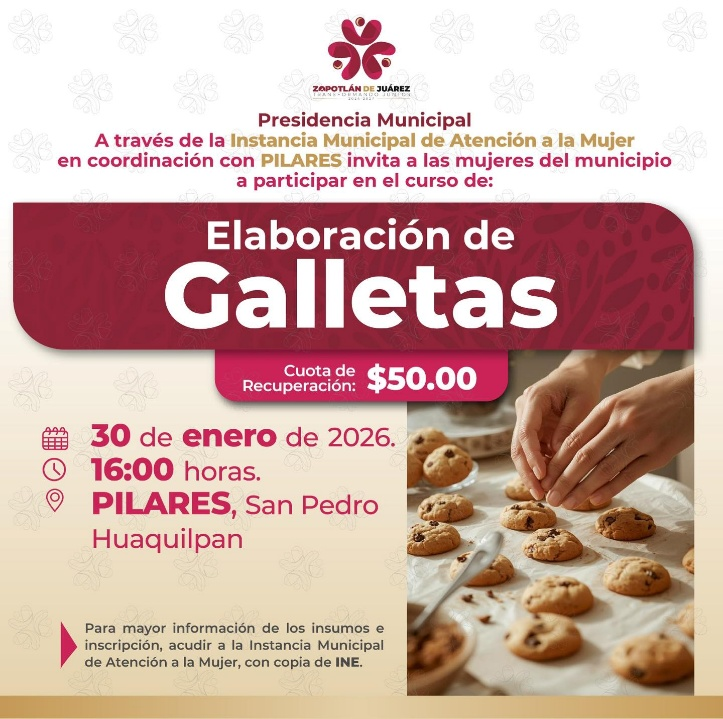 ZAPOTLÁN DE JUÁREZ
Presidencia Municipal
A través de la Instancia Municipal de Atención a la Mujer
en coordinación con PILARES invita a las mujeres del municipio
a participar en el curso de:
Elaboración de
Galletas
Cuota de
Recuperación: $50.00
30 de enero de 2026.
16:00 horas.
PILARES, San Pedro
Huaquilpan
Para mayor información de los insumos e
inscripción, acudir a la Instancia Municipal
de Atención a la Mujer, con copia de INE.